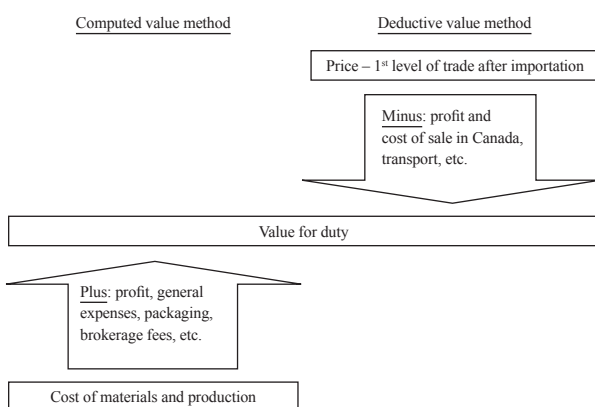 Computed value method
Deductive value method
Price – 1st level of trade after importation
Minus: profit and
cost of sale in Canada,
transport, etc.
Value for duty
Plus: profit, general
expenses, packaging,
brokerage fees, etc.
Cost of materials and production